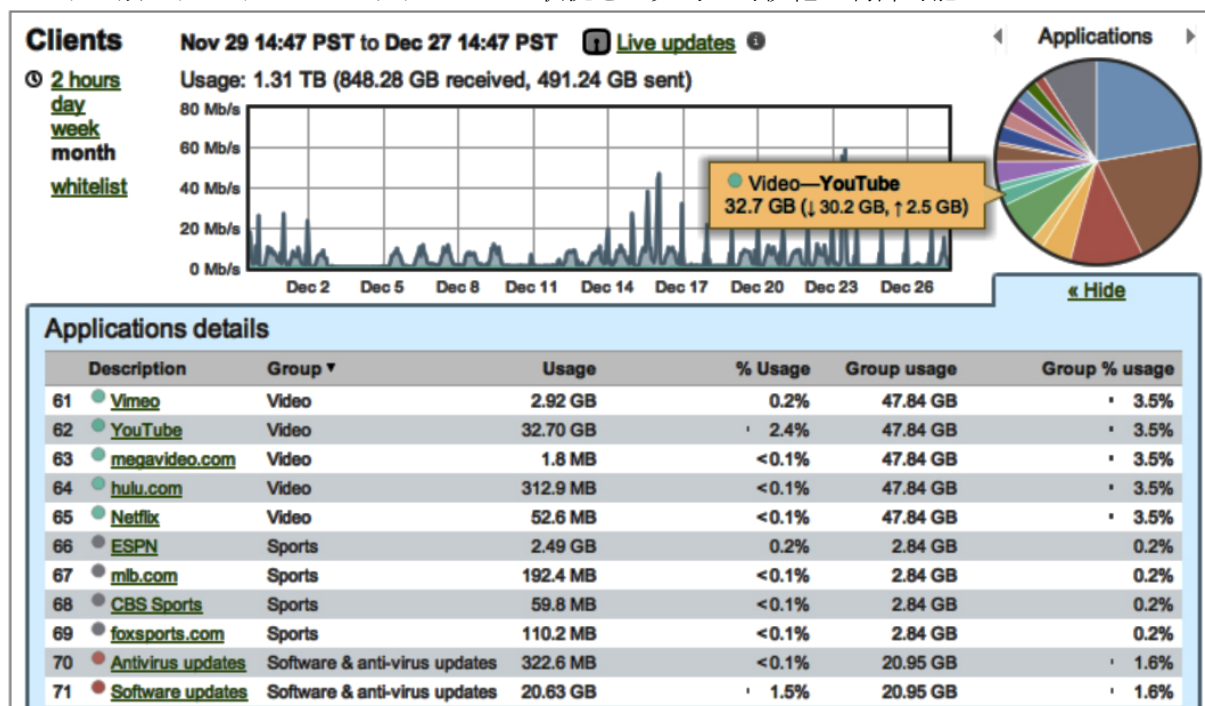 Clients
Nov 29 14:47 PST to Dec 27 14:47 PST Live updates
Applications
2 hours
day
week
month
whitelist
Usage: 1.31 TB (848.28 GB received, 491.24 GB sent)
80 Mb/s
60 Mb/s
40 Mb/s
20 Mb/s
0 Mb/s
Dec 2 Dec 5 Dec 8 Dec 11 Dec 14 Dec 17 Dec 20 Dec 23 Dec 26
Video—YouTube
32.7 GB (↓ 30.2 GB, ↑ 2.5 GB)
« Hide
Applications details
Description Group ▼ Usage % Usage Group usage Group % usage
61 Vimeo Video 2.92 GB 0.2% 47.84 GB 3.5%
62 YouTube Video 32.70 GB 2.4% 47.84 GB 3.5%
63 megavideo.com Video 1.8 MB <0.1% 47.84 GB 3.5%
64 hulu.com Video 312.9 MB <0.1% 47.84 GB 3.5%
65 Netflix Video 52.6 MB <0.1% 47.84 GB 3.5%
66 ESPN Sports 2.49 GB 0.2% 2.84 GB 0.2%
67 mlb.com Sports 192.4 MB <0.1% 2.84 GB 0.2%
68 CBS Sports Sports 59.8 MB <0.1% 2.84 GB 0.2%
69 foxsports.com Sports 110.2 MB <0.1% 2.84 GB 0.2%
70 Antivirus updates Software & anti-virus updates 322.6 MB <0.1% 20.95 GB 1.6%
71 Software updates Software & anti-virus updates 20.63 GB 1.5% 20.95 GB 1.6%